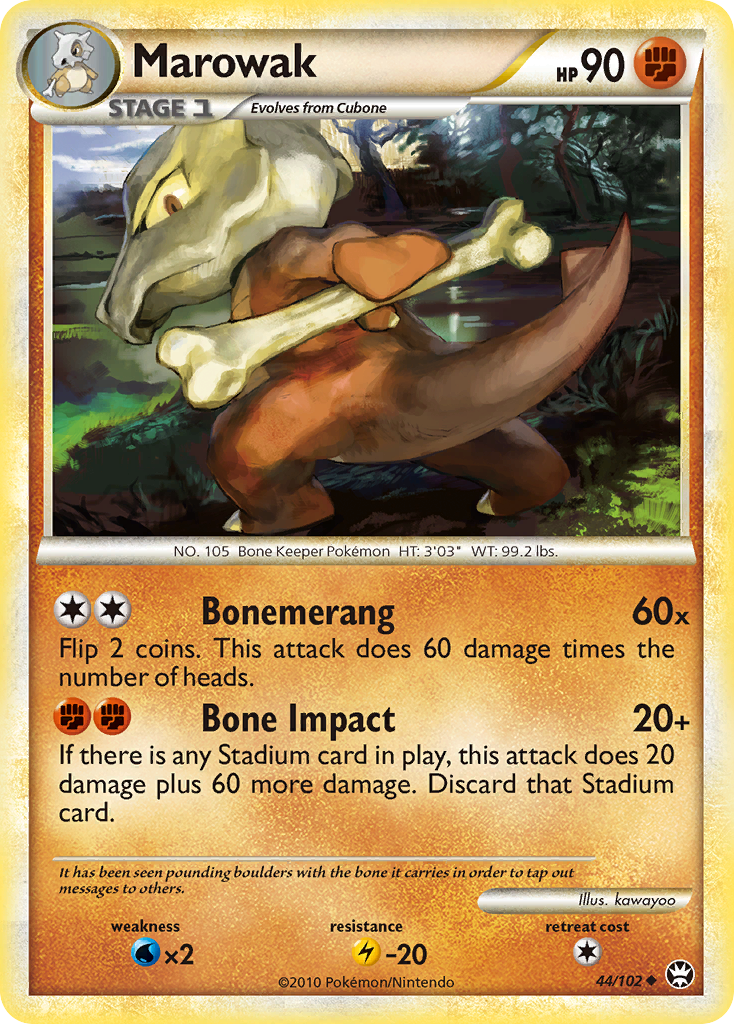 Marowak
HP 90
STAGE 1
Evolves from Cubone
NO. 105 Bone Keeper Pokémon HT: 3'03" WT: 99.2 lbs.
Bonemerang 60x
Flip 2 coins. This attack does 60 damage times the
number of heads.
Bone Impact 20+
If there is any Stadium card in play, this attack does 20
damage plus 60 more damage. Discard that Stadium
card.
It has been seen pounding boulders with the bone it carries in order to tap out
messages to others.
Illus. kawayoo
weakness resistance retreat cost
×2 -20
©2010 Pokémon/Nintendo 44/102